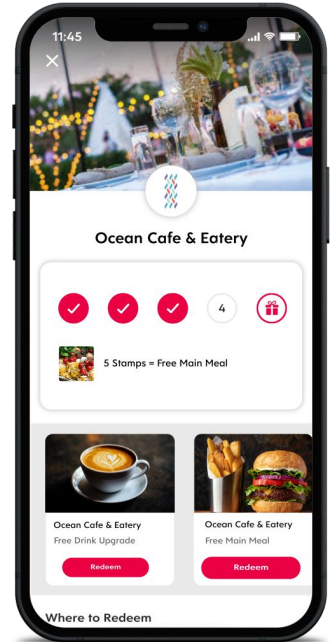 11:45
Ocean Cafe & Eatery
4
5 Stamps = Free Main Meal
Ocean Cafe & Eatery
Free Drink Upgrade
Redeem
Ocean Cafe & Eatery
Free Main Meal
Redeem
Where to Redeem